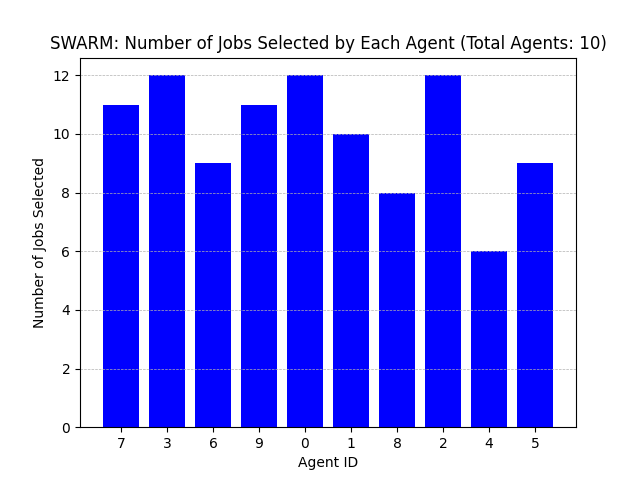 SWARM: Number of Jobs Selected by Each Agent (Total Agents: 10)
12
10
8
6
4
2
0
Number of Jobs Selected
7 3 6 9 0 1 8 2 4 5
Agent ID